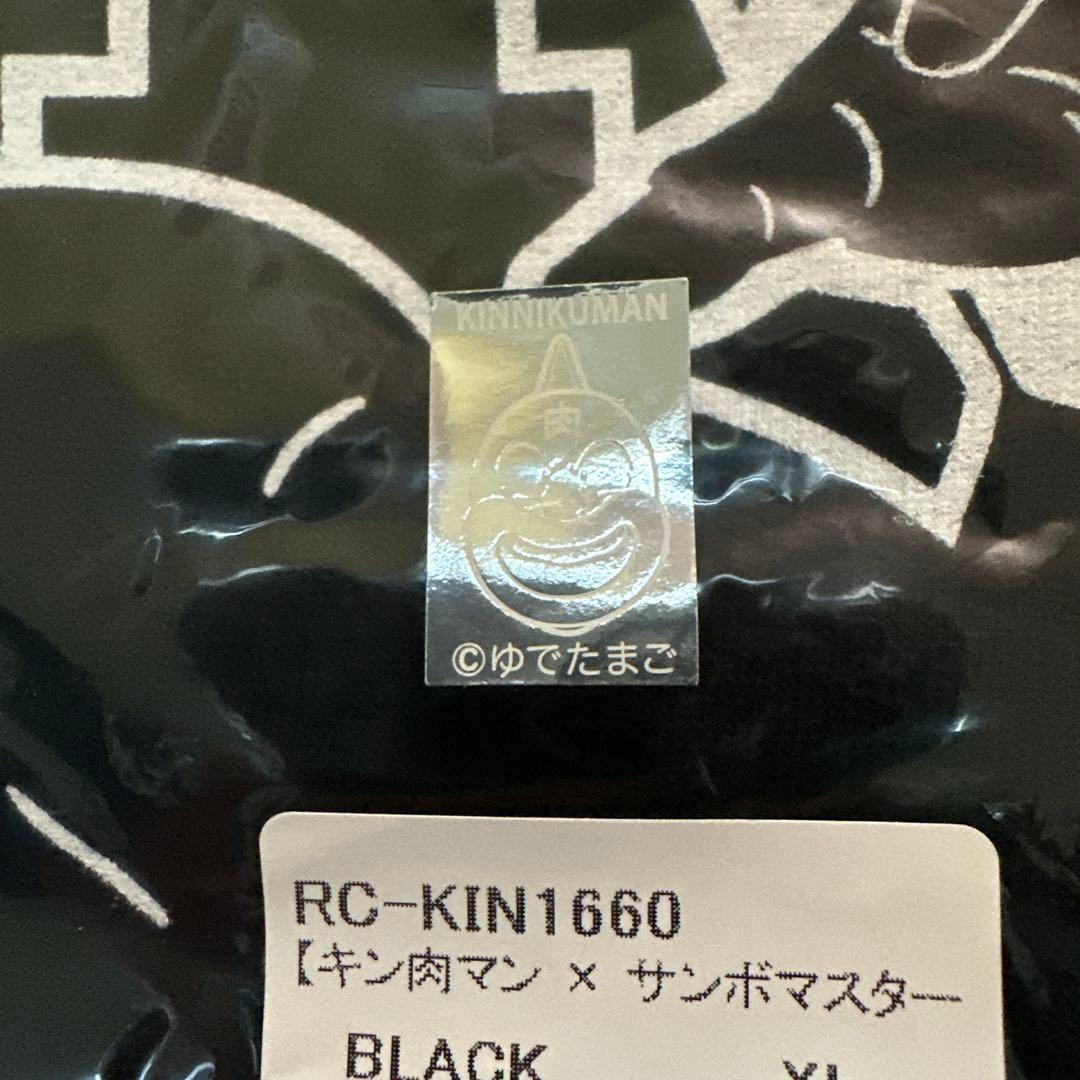 KINNIKUMAN
肉
©ゆでたまご
RC-KIN1660
【キン肉マン × サンボマスター
BLACK XL